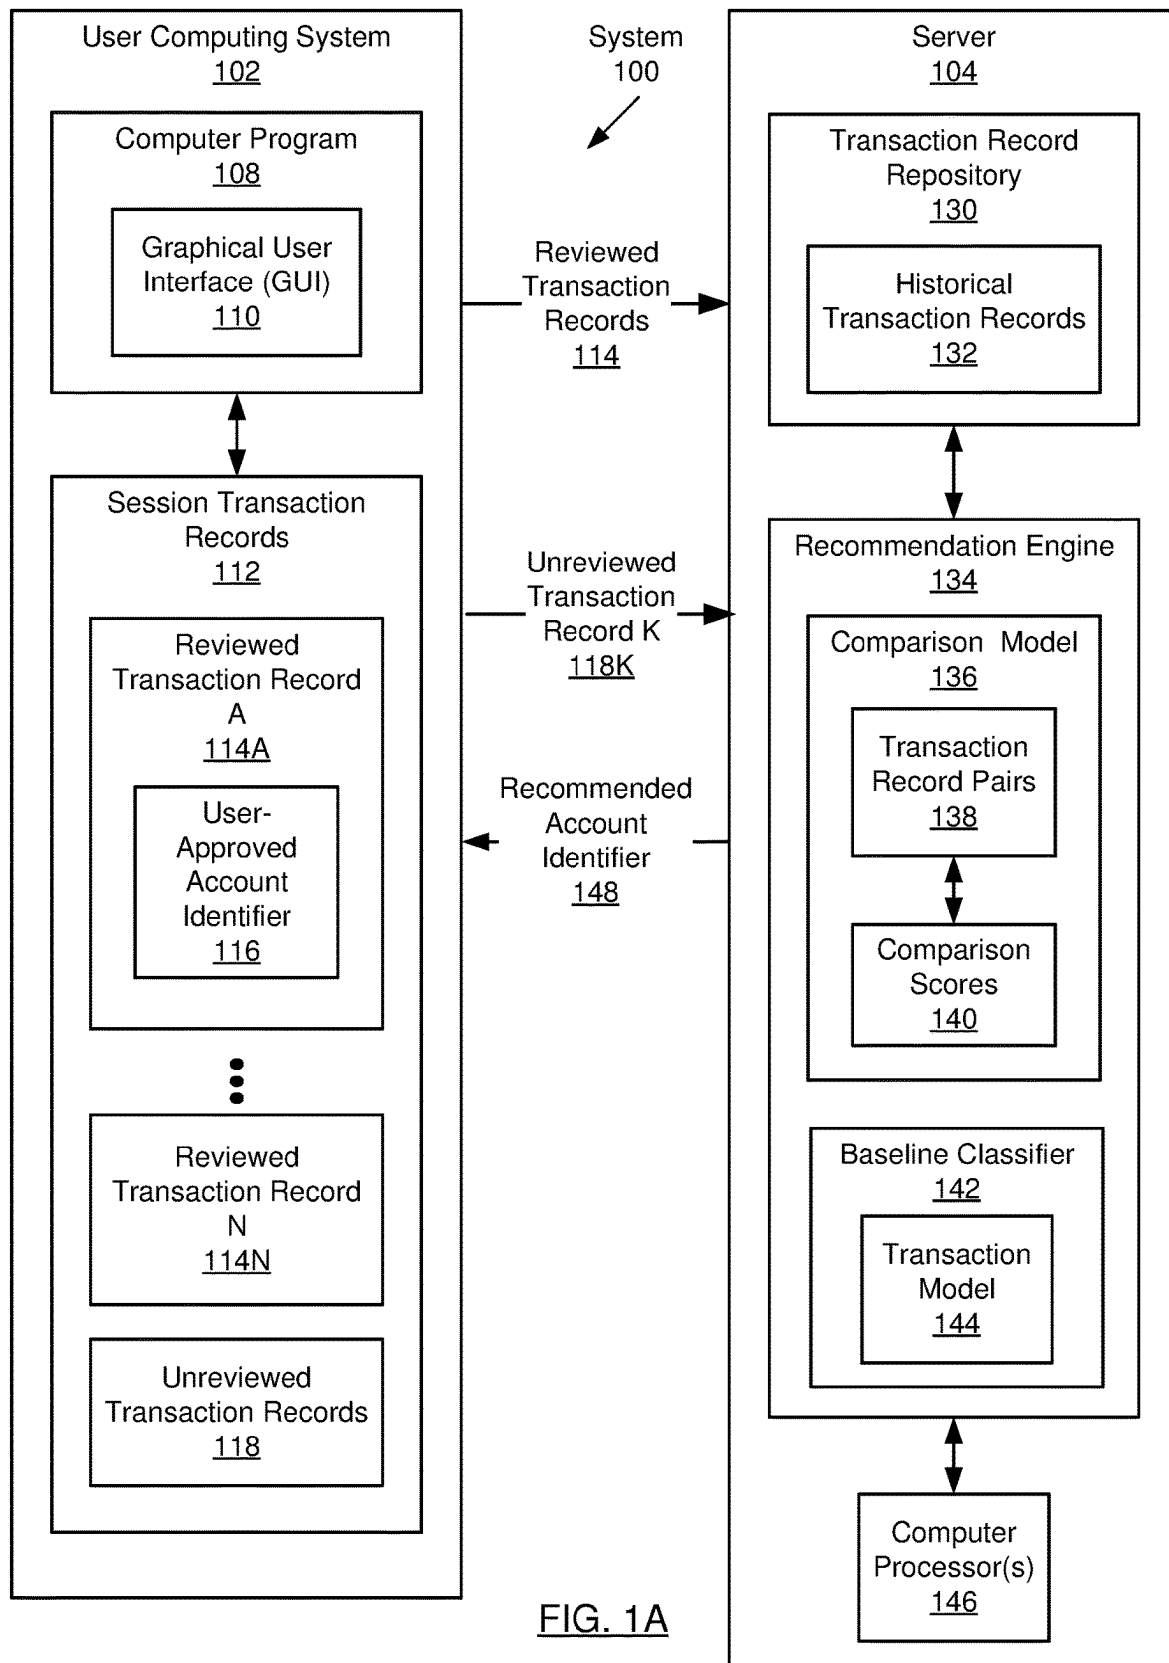 User Computing System
102
Computer Program
108
Graphical User
Interface (GUI)
110
Session Transaction
Records
112
Reviewed
Transaction Record
A
114A
User-
Approved
Account
Identifier
116
Reviewed
Transaction Record
N
114N
Unreviewed
Transaction Records
118
System
100
Reviewed
Transaction
Records
114
Unreviewed
Transaction
Record K
118K
Recommended
Account
Identifier
148
Server
104
Transaction Record
Repository
130
Historical
Transaction Records
132
Recommendation Engine
134
Comparison Model
136
Transaction
Record Pairs
138
Comparison
Scores
140
Baseline Classifier
142
Transaction
Model
144
Computer
Processor(s)
146
FIG. 1A